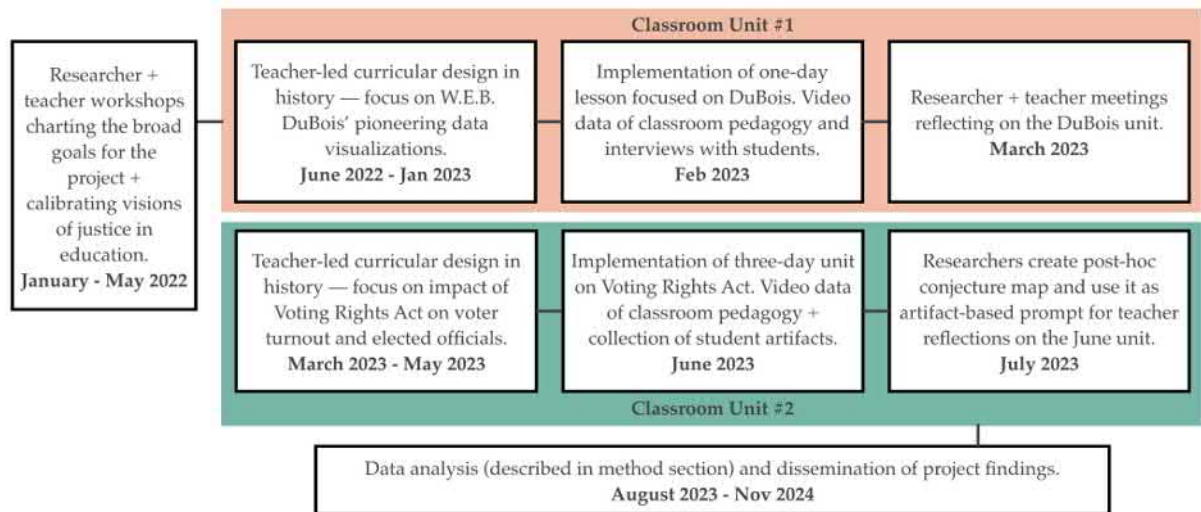 Classroom Unit #1
Researcher +
teacher workshops
charting the broad
goals for the
project +
calibrating visions
of justice in
education.
January - May 2022
Teacher-led curricular design in
history — focus on W.E.B.
DuBois' pioneering data
visualizations.
June 2022 - Jan 2023
Implementation of one-day
lesson focused on DuBois. Video
data of classroom pedagogy and
interviews with students.
Feb 2023
Researcher + teacher meetings
reflecting on the DuBois unit.
March 2023
Teacher-led curricular design in
history — focus on impact of
Voting Rights Act on voter
turnout and elected officials.
March 2023 - May 2023
Implementation of three-day unit
on Voting Rights Act. Video data
of classroom pedagogy +
collection of student artifacts.
June 2023
Researchers create post-hoc
conjecture map and use it as
artifact-based prompt for teacher
reflections on the June unit.
July 2023
Classroom Unit #2
Data analysis (described in method section) and dissemination of project findings.
August 2023 - Nov 2024